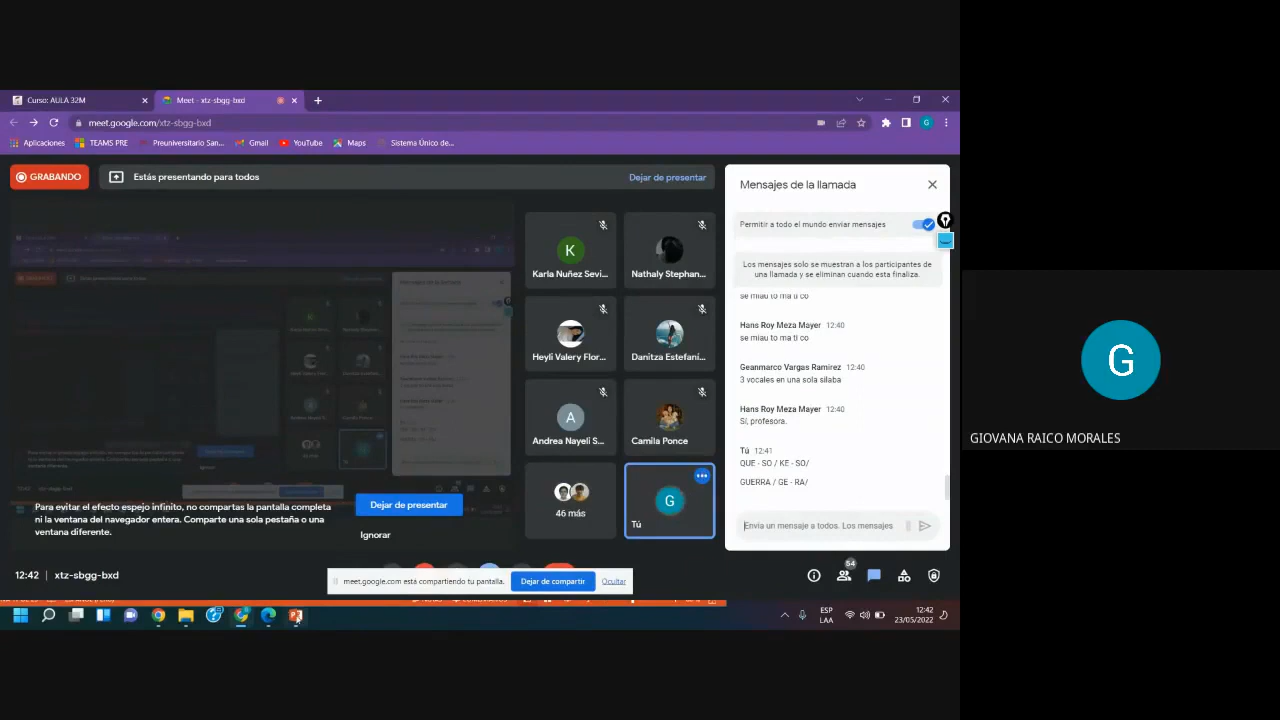 Curso: AULA 32M
Meet - xtz-sbgg-bxd
meet.google.com/xtz-sbgg-bxd
Aplicaciones
TEAMS PRE
Preuniversitario San...
Gmail
YouTube
Maps
Sistema Único de...
GRABANDO
Estás presentando para todos
Dejar de presentar
Para evitar el efecto espejo infinito, no compartas la pantalla completa
ni la ventana del navegador entera. Comparte una sola pestaña o una
ventana diferente.
Dejar de presentar
Ignorar
K
Karla Nuñez Sevi...
Nathaly Stephan...
Heyli Valery Flor...
Danitza Estefaní...
A
Andrea Nayeli S...
Camila Ponce
46 más
G
Tú
Mensajes de la llamada
Permitir a todo el mundo enviar mensajes
Los mensajes solo se muestran a los participantes de
una llamada y se eliminan cuando esta finaliza.
se miau to ma ti co
Hans Roy Meza Mayer 12:40
se miau to ma ti co
Geanmarco Vargas Ramirez 12:40
3 vocales en una sola silaba
Hans Roy Meza Mayer 12:40
Sí, profesora.
Tú 12:41
QUE - SO / KE - SO/
GUERRA / GE - RA/
Envía un mensaje a todos. Los mensajes
12:42 | xtz-sbgg-bxd
54
meet.google.com está compartiendo tu pantalla.
Dejar de compartir
Ocultar
ESP
LAA
12:42
23/05/2022
G
GIOVANA RAICO MORALES